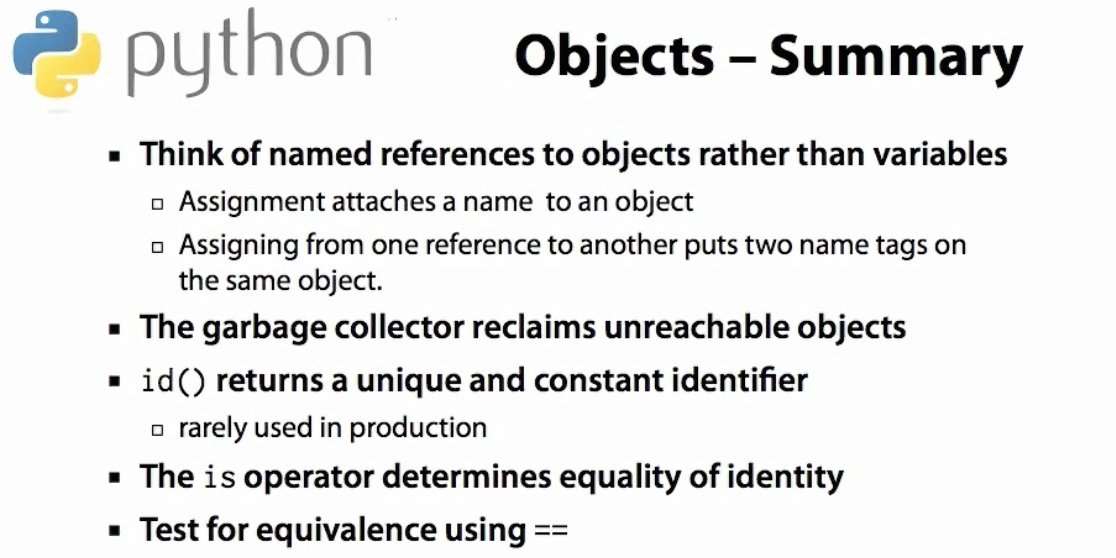 python
Objects – Summary
▪ Think of named references to objects rather than variables
▫ Assignment attaches a name to an object
▫ Assigning from one reference to another puts two name tags on
the same object.
▪ The garbage collector reclaims unreachable objects
▪ id() returns a unique and constant identifier
▫ rarely used in production
▪ The is operator determines equality of identity
▪ Test for equivalence using ==